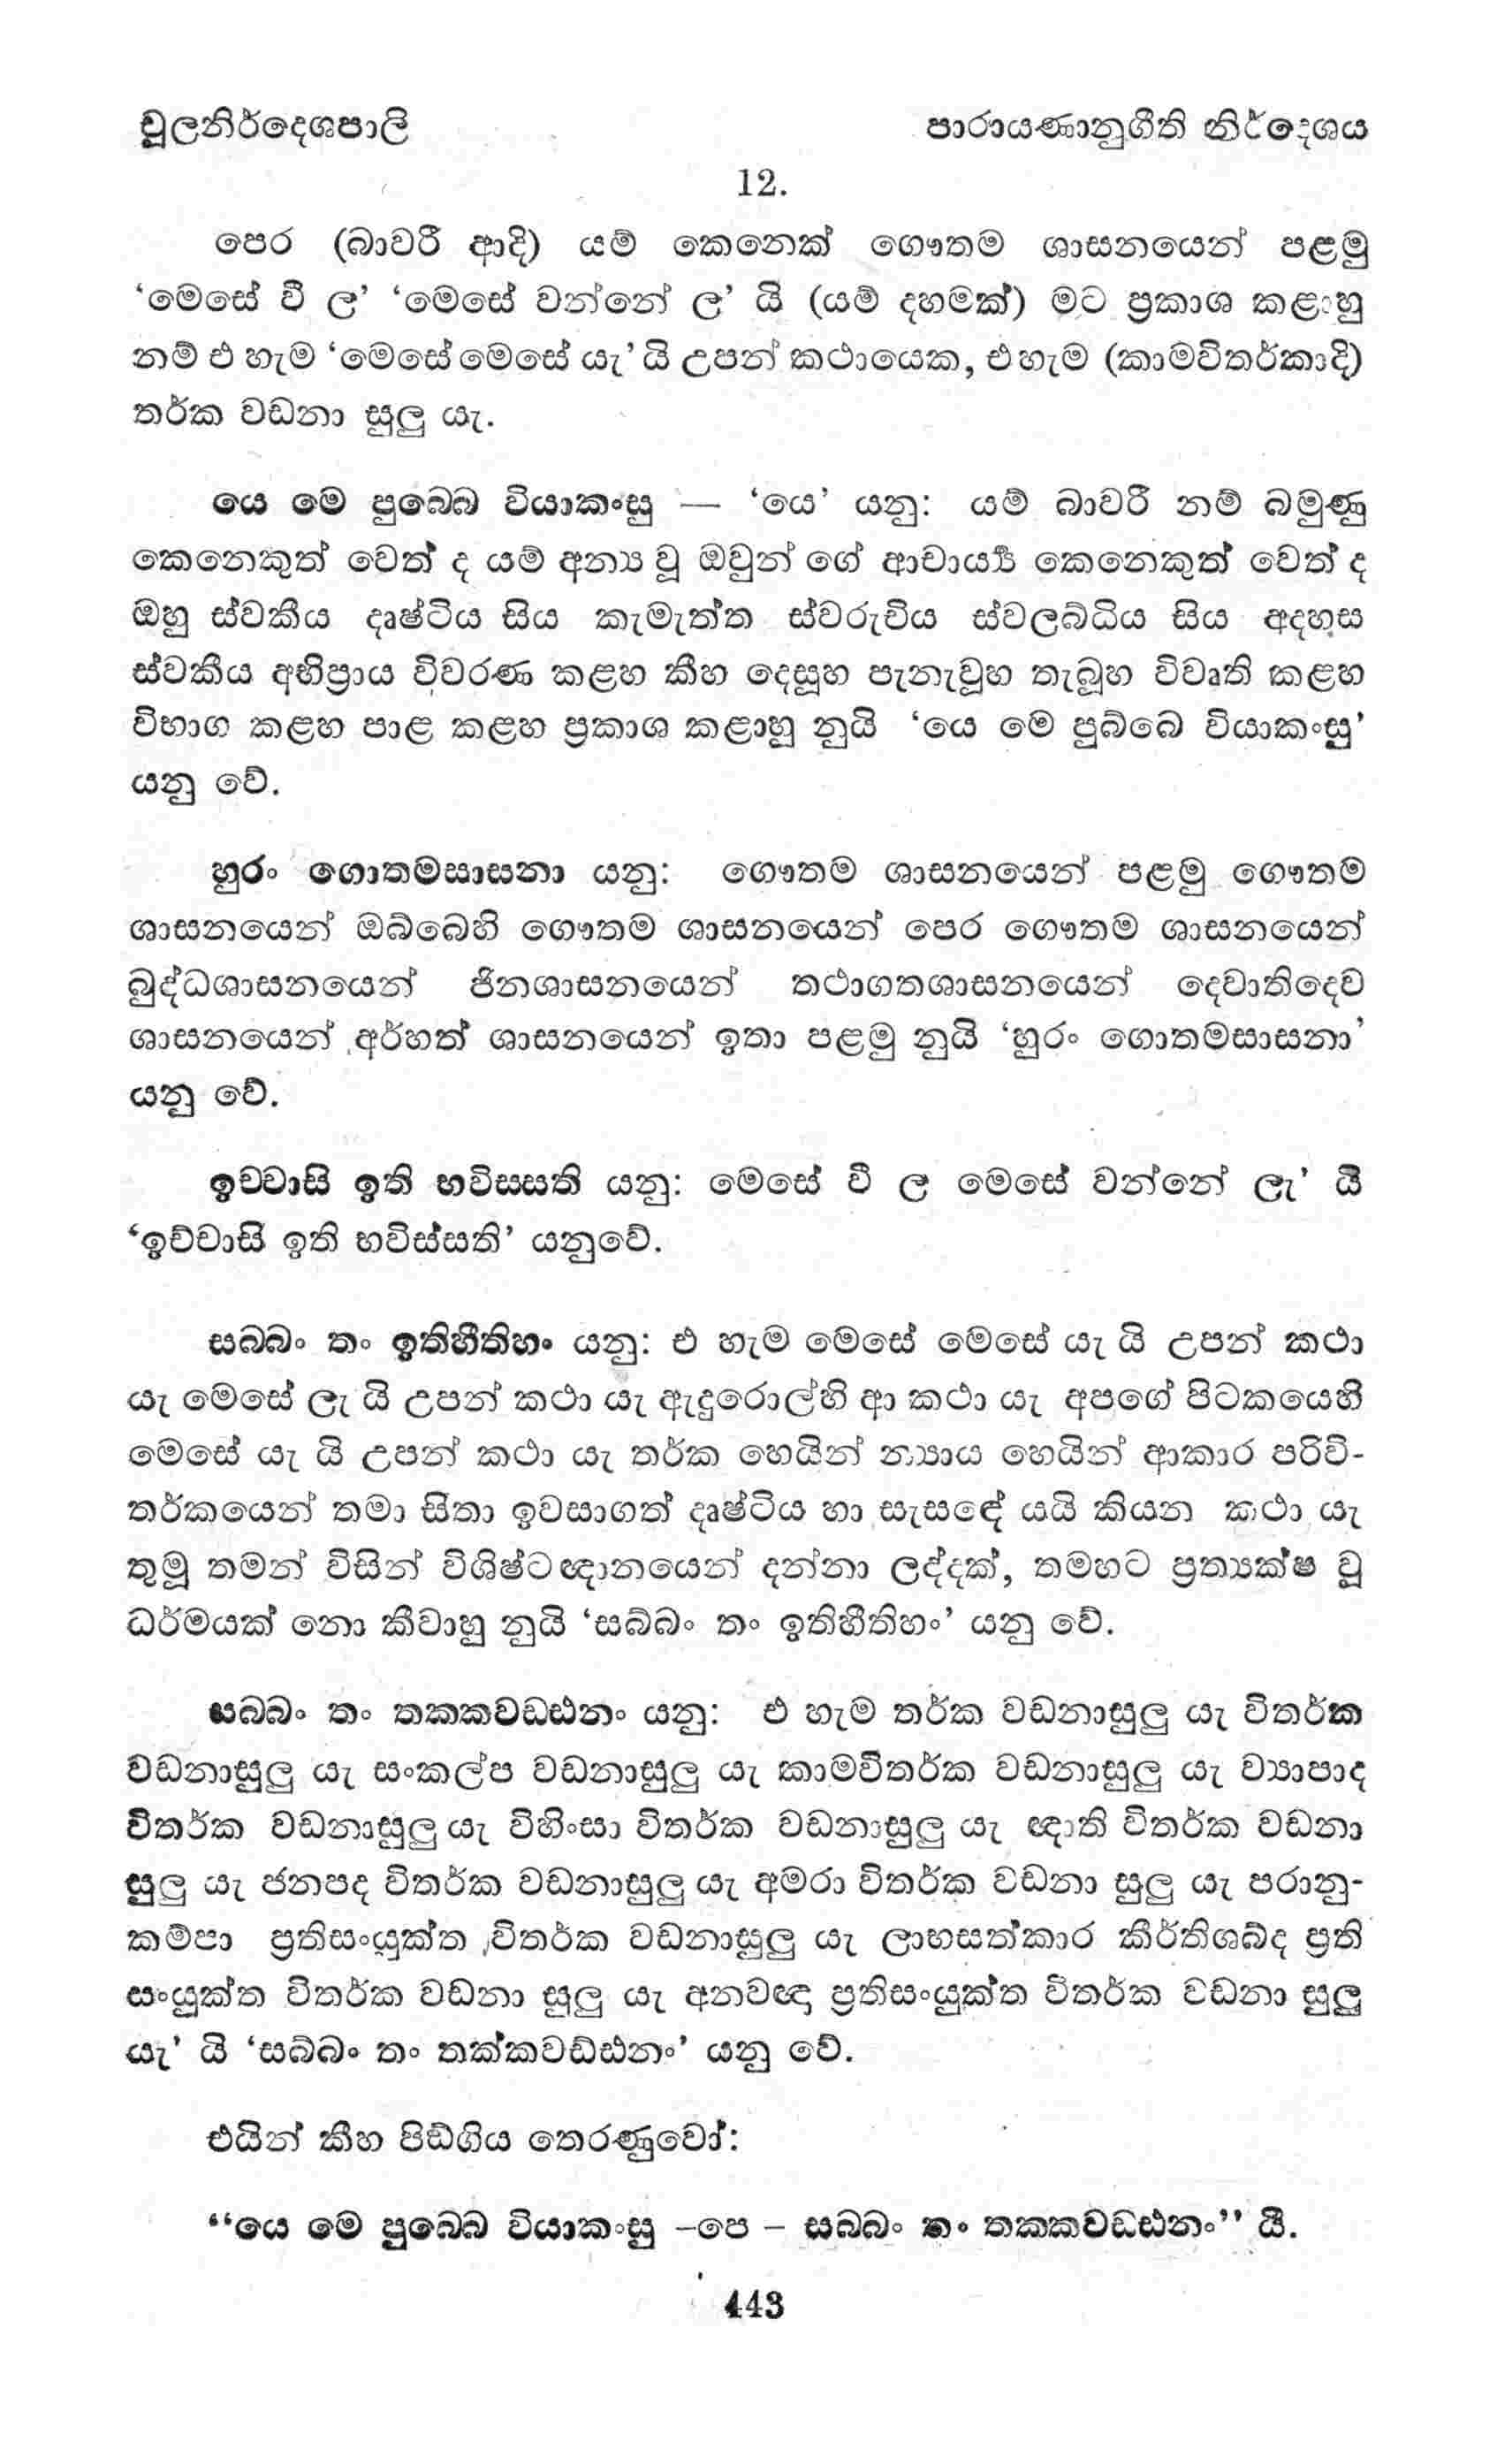 චූලනිර්දෙශපාලි පාරායණානුගීති නිර්දෙශය
12.
පෙර (බාවරී ආදි) යම් කෙනෙක් ගෞතම ශාසනයෙන් පළමු
‘මෙසේ වී ල’ ‘මෙසේ වන්නේ ල’ යි (යම් දහමක්) මට ප්‍රකාශ කළාහු
නම් එ හැම ‘මෙසේ මෙසේ යැ’ යි උපන් කථායෙක, එ හැම (කාමවිතර්කාදි)
තර්ක වඩනා සුලු යැ.
යෙ මෙ පුබ්බෙ වියාකංසු — ‘යෙ’ යනු: යම් බාවරී නම් බමුණු
කෙනෙකුත් වෙත් ද යම් අන්‍ය වූ ඔවුන් ගේ ආචාර්‍ය්‍ය කෙනෙකුත් වෙත් ද
ඔහු ස්වකීය දෘෂ්ටිය සිය කැමැත්ත ස්වරුචිය ස්වලබ්ධිය සිය අදහස
ස්වකීය අභිප්‍රාය විවරණ කළහ කීහ දෙසූහ පැනැවූහ තැබූහ විවෘති කළහ
විභාග කළහ පාළ කළහ ප්‍රකාශ කළාහු නුයි ‘යෙ මෙ පුබ්බෙ වියාකංසු’
යනු වේ.
හුරං ගොතමසාසනා යනු: ගෞතම ශාසනයෙන් පළමු ගෞතම
ශාසනයෙන් ඔබ්බෙහි ගෞතම ශාසනයෙන් පෙර ගෞතම ශාසනයෙන්
බුද්ධශාසනයෙන් ජිනශාසනයෙන් තථාගතශාසනයෙන් දෙවාතිදෙව
ශාසනයෙන් අර්හත් ශාසනයෙන් ඉතා පළමු නුයි ‘හුරං ගොතමසාසනා’
යනු වේ.
ඉච්චාසි ඉති භවිස්සති යනු: මෙසේ වී ල මෙසේ වන්නේ ලැ’ යි
‘ඉච්චාසි ඉති භවිස්සති’ යනුවේ.
සබ්බං තං ඉතිහීතිහං යනු: එ හැම මෙසේ මෙසේ යැ යි උපන් කථා
යැ මෙසේ ලැ යි උපන් කථා යැ ඇදුරොල්හි ආ කථා යැ අපගේ පිටකයෙහි
මෙසේ යැ යි උපන් කථා යැ තර්ක හෙයින් න්‍යාය හෙයින් ආකාර පරිවි-
තර්කයෙන් තමා සිතා ඉවසාගත් දෘෂ්ටිය හා සැසඳේ යයි කියන කථා යැ
තුමූ තමන් විසින් විශිෂ්ටඥානයෙන් දන්නා ලද්දක්, තමහට ප්‍රත්‍යක්ෂ වූ
ධර්මයක් නො කීවාහු නුයි ‘සබ්බං තං ඉතිහීතිහං’ යනු වේ.
සබ්බං තං තක්කවඩ්ඪනං යනු: එ හැම තර්ක වඩනාසුලු යැ විතර්ක
වඩනාසුලු යැ සංකල්ප වඩනාසුලු යැ කාමවිතර්ක වඩනාසුලු යැ ව්‍යාපාද
විතර්ක වඩනාසුලු යැ විහිංසා විතර්ක වඩනාසුලු යැ ඥාති විතර්ක වඩනා
සුලු යැ ජනපද විතර්ක වඩනාසුලු යැ අමරා විතර්ක වඩනා සුලු යැ පරානු-
කම්පා ප්‍රතිසංයුක්ත විතර්ක වඩනාසුලු යැ ලාභසත්කාර කීර්තිශබ්ද ප්‍රති
සංයුක්ත විතර්ක වඩනා සුලු යැ අනවඥා ප්‍රතිසංයුක්ත විතර්ක වඩනා සුලු
යැ’ යි ‘සබ්බං තං තක්කවඩ්ඪනං’ යනු වේ.
එයින් කීහ පිඬ්ගිය තෙරණුවෝ:
“යෙ මෙ පුබ්බෙ වියාකංසු –පෙ – සබ්බං තං තක්කවඩ්ඪනං” යි.
443